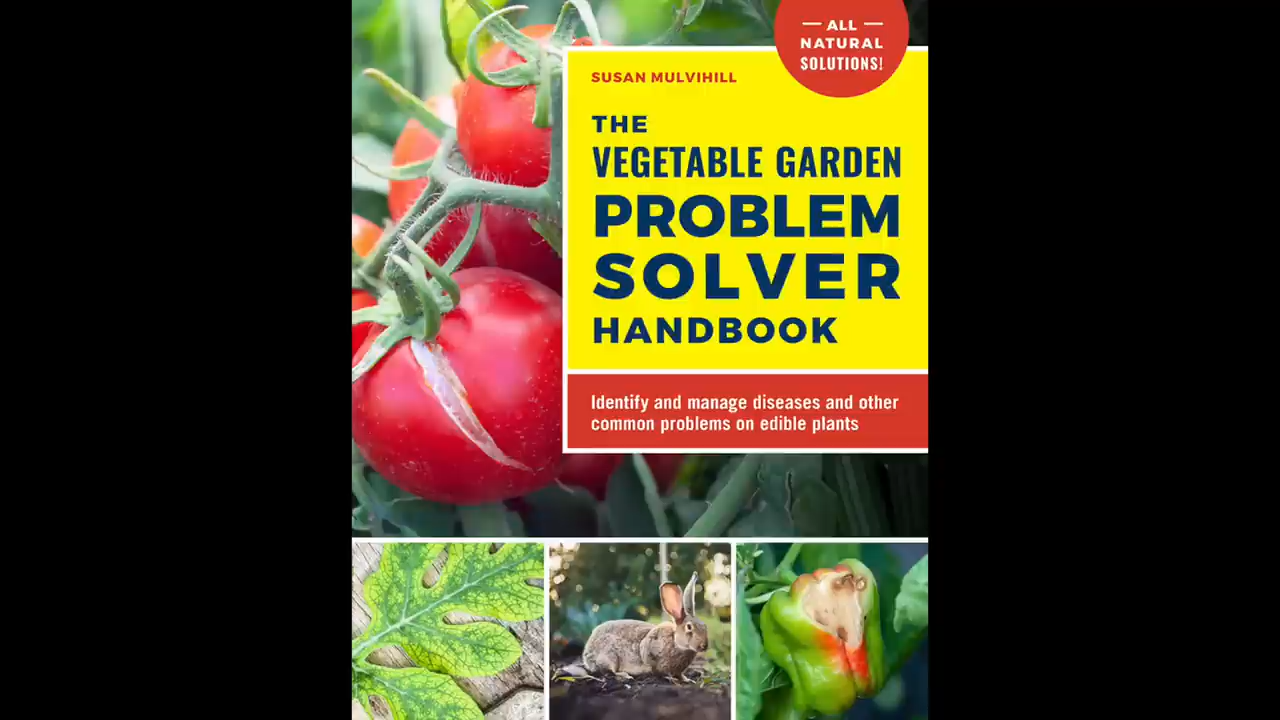 — ALL —
NATURAL
SOLUTIONS!
SUSAN MULVIHILL
THE
VEGETABLE GARDEN
PROBLEM
SOLVER
HANDBOOK
Identify and manage diseases and other
common problems on edible plants